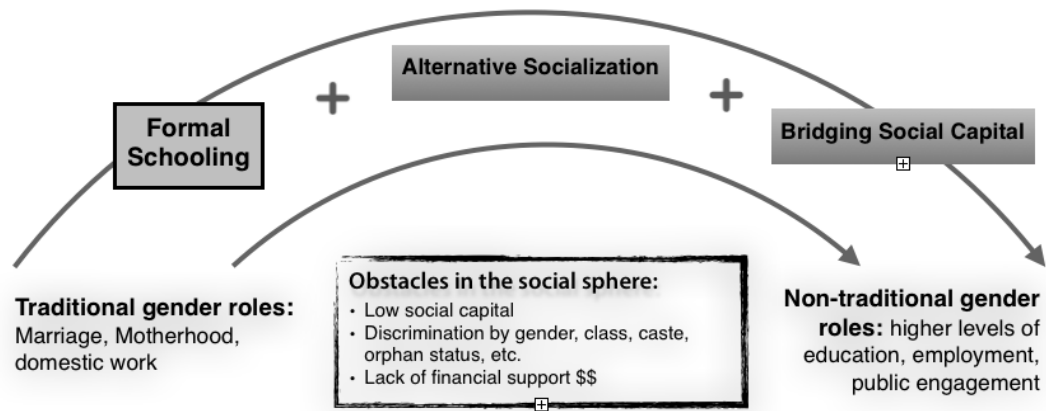 Alternative Socialization
Formal
Schooling
Bridging Social Capital
Obstacles in the social sphere:
• Low social capital
• Discrimination by gender, class, caste,
orphan status, etc.
• Lack of financial support $$
Traditional gender roles:
Marriage, Motherhood,
domestic work
Non-traditional gender
roles: higher levels of
education, employment,
public engagement